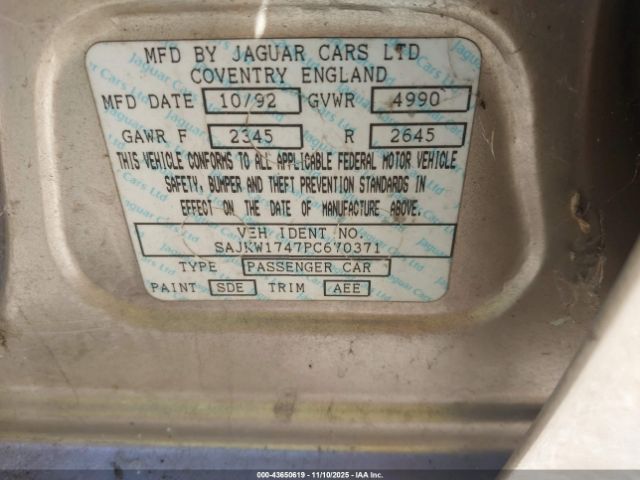 MFD BY JAGUAR CARS LTD
COVENTRY ENGLAND
MFD DATE 10/92 GVWR 4990
GAWR F 2345 R 2645
THIS VEHICLE CONFORMS TO ALL APPLICABLE FEDERAL MOTOR VEHICLE
SAFETY, BUMPER AND THEFT PREVENTION STANDARDS IN
EFFECT ON THE DATE OF MANUFACTURE ABOVE.
VEH IDENT NO.
SAJKW1747PC670371
TYPE PASSENGER CAR
PAINT SDE TRIM AEE
000-43650619 - 11/10/2025 - IAA Inc.